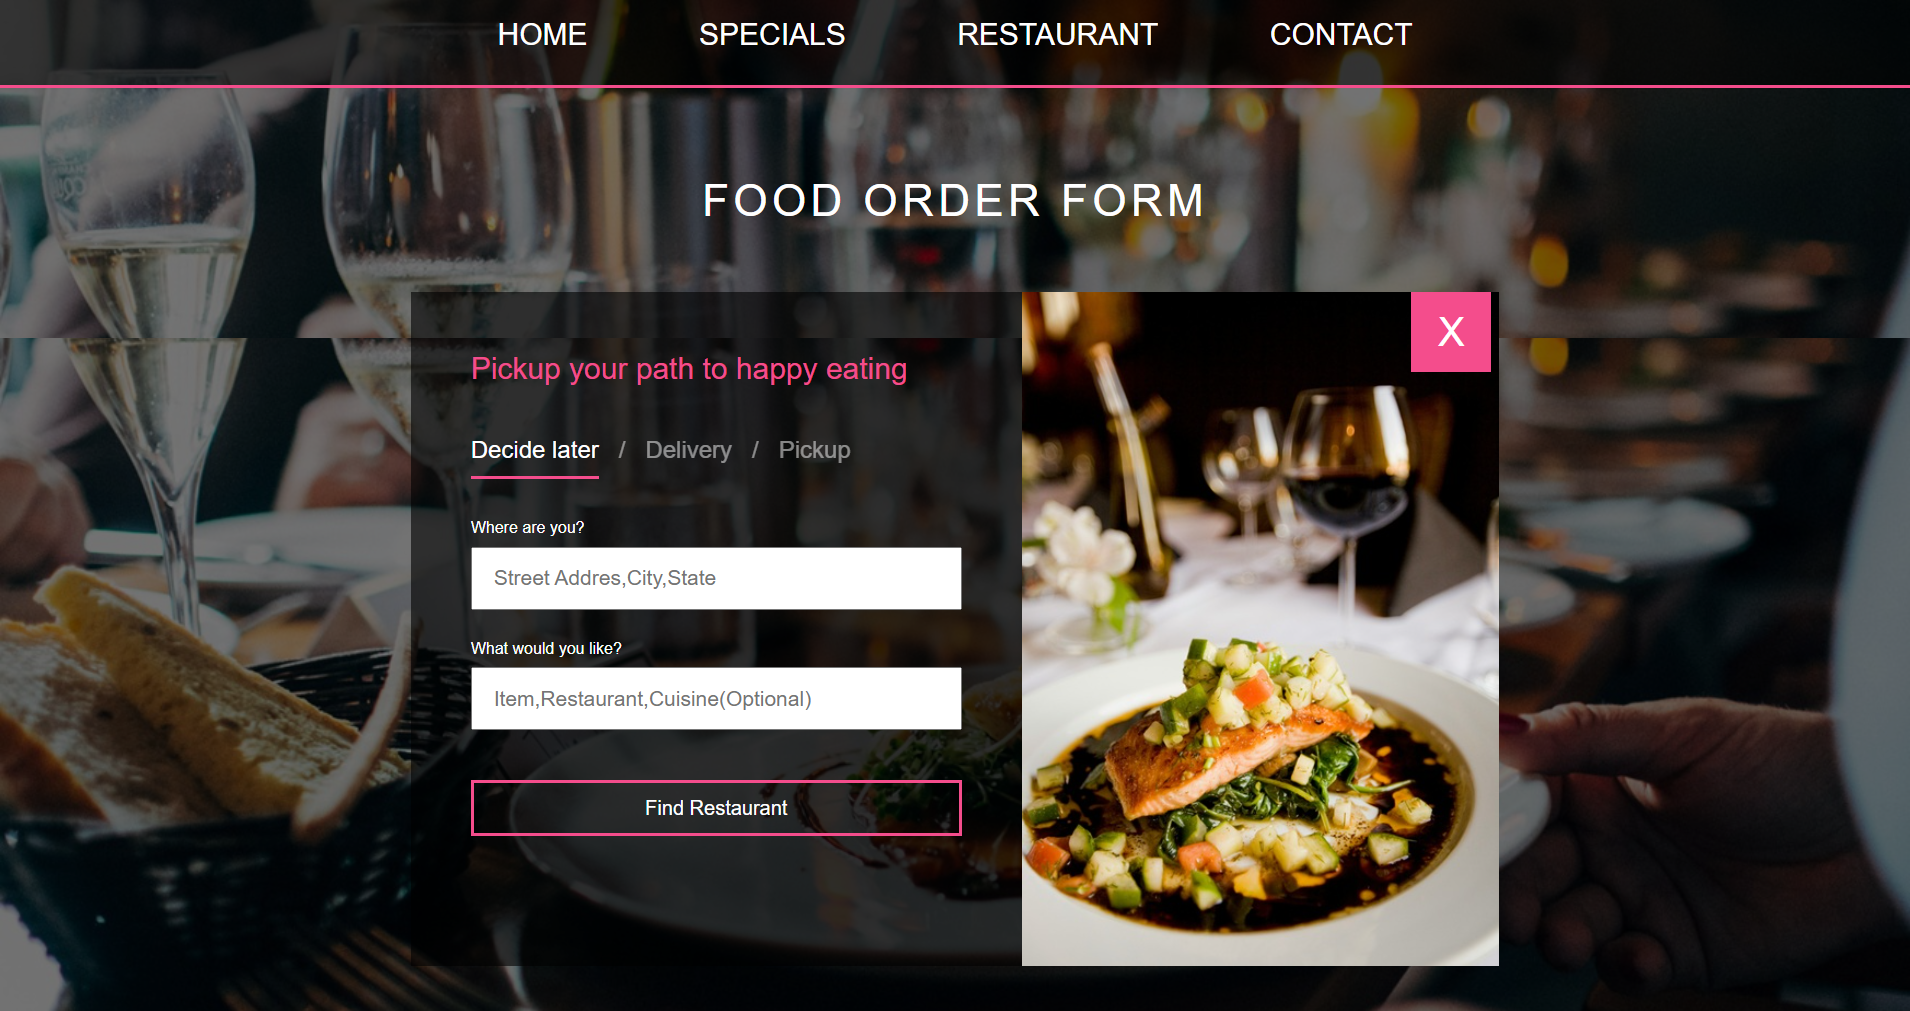 HOME SPECIALS RESTAURANT CONTACT
FOOD ORDER FORM
X
Pickup your path to happy eating
Decide later / Delivery / Pickup
Where are you?
Street Addres,City,State
What would you like?
Item,Restaurant,Cuisine(Optional)
Find Restaurant